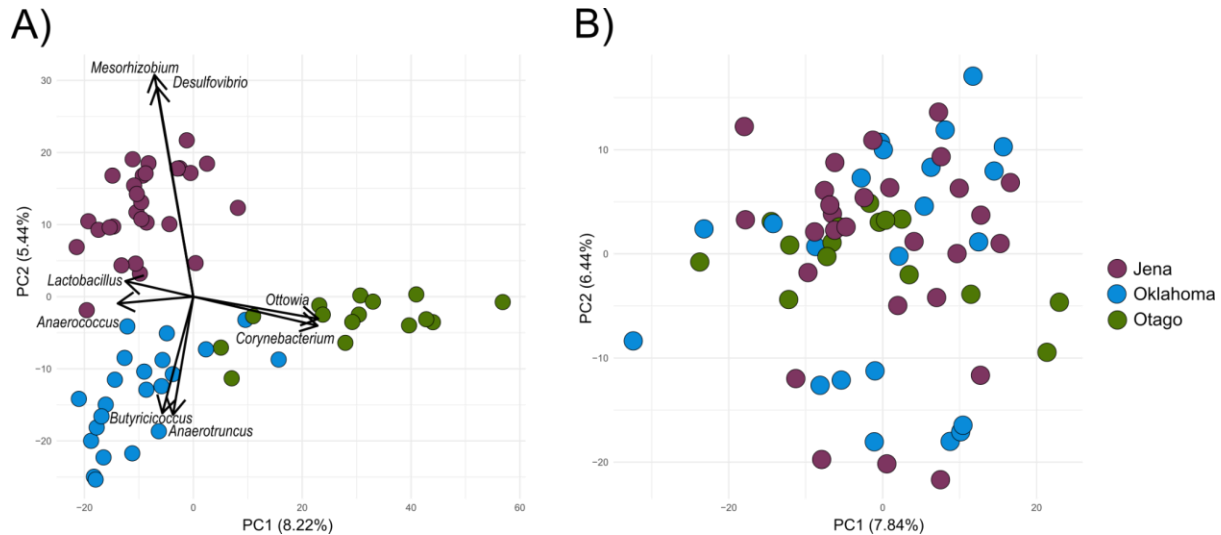 A)
B)
Mesorhizobium
Desulfovibrio
Lactobacillus
Anaerococcus
Ottowia
Corynebacterium
Butyricicoccus
Anaerotruncus
30
20
10
0
−10
−20
−20
0
20
40
60
PC1 (8.22%)
PC2 (5.44%)
10
0
−10
−20
−20
0
20
PC1 (7.84%)
PC2 (6.44%)
Jena
Oklahoma
Otago